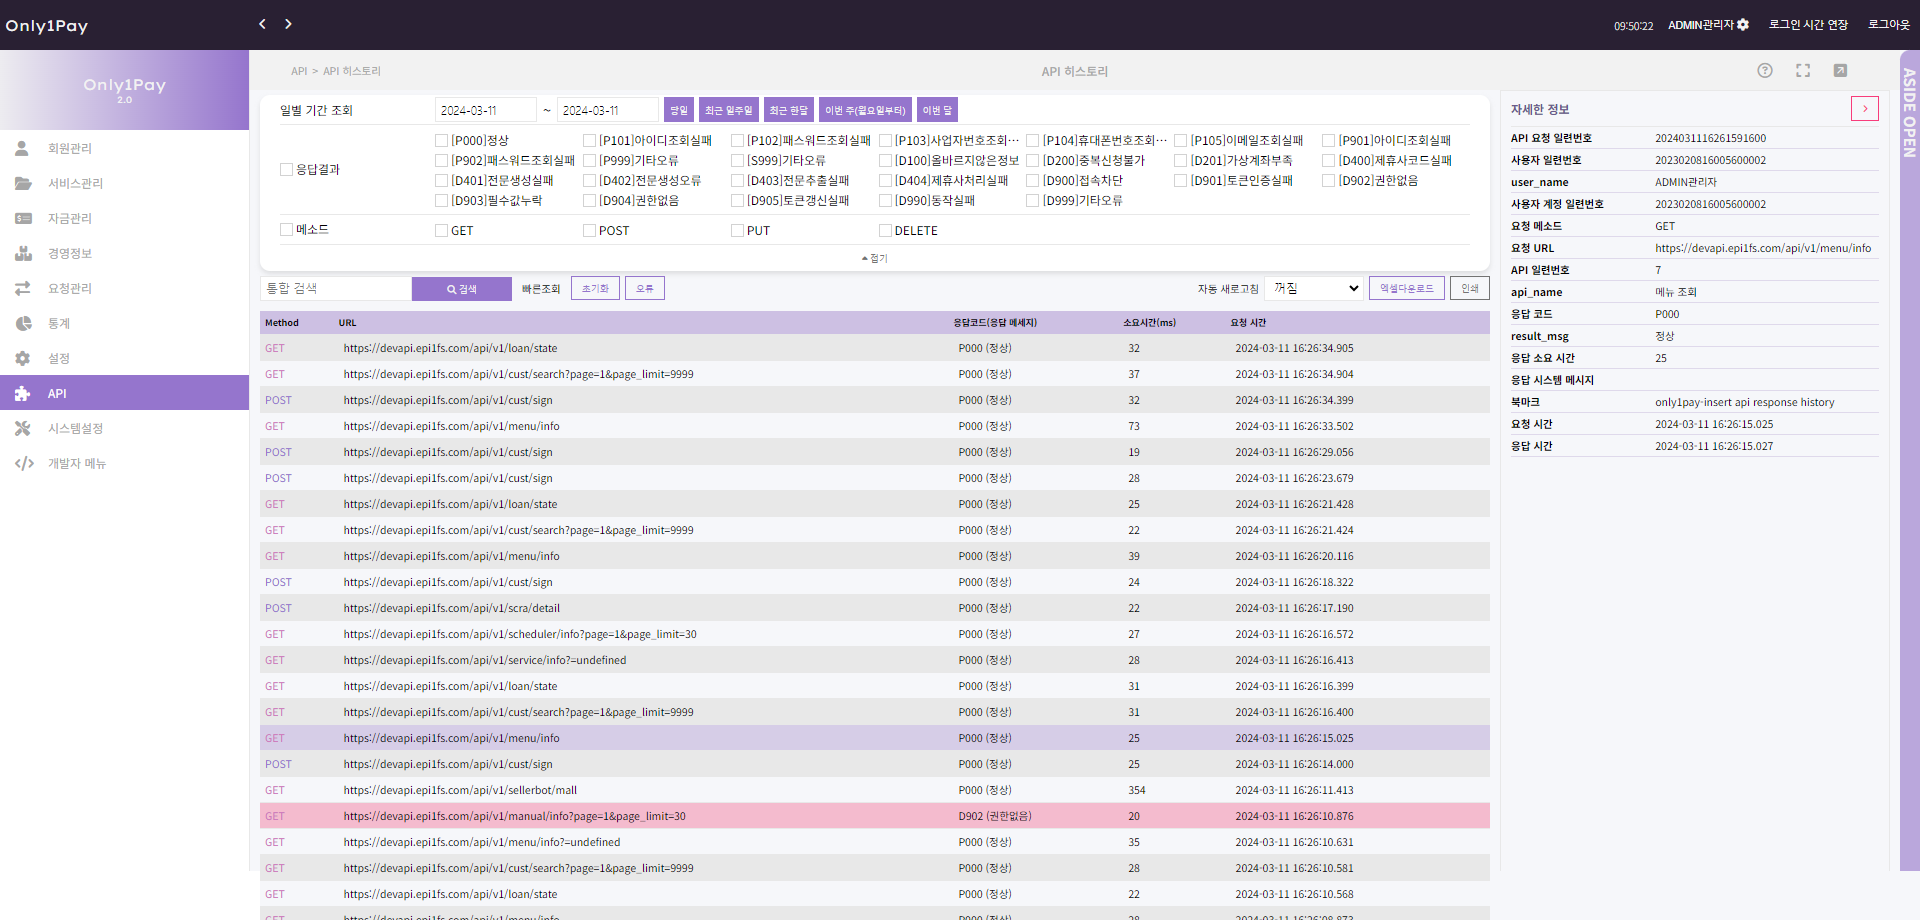 Only1Pay
09:50:22 ADMIN관리자 로그인 시간 연장 로그아웃
Only1Pay
2.0
회원관리
서비스관리
자금관리
경영정보
요청관리
통계
설정
API
시스템설정
개발자 메뉴
API > API 히스토리
API 히스토리
일별 기간 조회 2024-03-11 ~ 2024-03-11 당일 최근 일주일 최근 한달 이번 주(월요일부터) 이번 달
응답결과
[P000]정상 [P101]아이디조회실패 [P102]패스워드조회실패 [P103]사업자번호조회··· [P104]휴대폰번호조회··· [P105]이메일조회실패 [P901]아이디조회실패
[P902]패스워드조회실패 [P999]기타오류 [S999]기타오류 [D100]올바르지않은정보 [D200]중복신청불가 [D201]가상계좌부족 [D400]제휴사코드실패
[D401]전문생성실패 [D402]전문생성오류 [D403]전문추출실패 [D404]제휴사처리실패 [D900]접속차단 [D901]토큰인증실패 [D902]권한없음
[D903]필수값누락 [D904]권한없음 [D905]토큰갱신실패 [D990]동작실패 [D999]기타오류
메소드 GET POST PUT DELETE
접기
통합 검색 검색 빠른조회 초기화 오류 자동 새로고침 꺼짐 엑셀다운로드 인쇄
Method URL 응답코드(응답 메세지) 소요시간(ms) 요청 시간
GET https://devapi.epi1fs.com/api/v1/loan/state P000 (정상) 32 2024-03-11 16:26:34.905
GET https://devapi.epi1fs.com/api/v1/cust/search?page=1&page_limit=9999 P000 (정상) 37 2024-03-11 16:26:34.904
POST https://devapi.epi1fs.com/api/v1/cust/sign P000 (정상) 32 2024-03-11 16:26:34.399
GET https://devapi.epi1fs.com/api/v1/menu/info P000 (정상) 73 2024-03-11 16:26:33.502
POST https://devapi.epi1fs.com/api/v1/cust/sign P000 (정상) 19 2024-03-11 16:26:29.056
POST https://devapi.epi1fs.com/api/v1/cust/sign P000 (정상) 28 2024-03-11 16:26:23.679
GET https://devapi.epi1fs.com/api/v1/loan/state P000 (정상) 25 2024-03-11 16:26:21.428
GET https://devapi.epi1fs.com/api/v1/cust/search?page=1&page_limit=9999 P000 (정상) 22 2024-03-11 16:26:21.424
GET https://devapi.epi1fs.com/api/v1/menu/info P000 (정상) 39 2024-03-11 16:26:20.116
POST https://devapi.epi1fs.com/api/v1/cust/sign P000 (정상) 24 2024-03-11 16:26:18.322
POST https://devapi.epi1fs.com/api/v1/scra/detail P000 (정상) 22 2024-03-11 16:26:17.190
GET https://devapi.epi1fs.com/api/v1/scheduler/info?page=1&page_limit=30 P000 (정상) 27 2024-03-11 16:26:16.572
GET https://devapi.epi1fs.com/api/v1/service/info?=undefined P000 (정상) 28 2024-03-11 16:26:16.413
GET https://devapi.epi1fs.com/api/v1/loan/state P000 (정상) 31 2024-03-11 16:26:16.399
GET https://devapi.epi1fs.com/api/v1/cust/search?page=1&page_limit=9999 P000 (정상) 31 2024-03-11 16:26:16.400
GET https://devapi.epi1fs.com/api/v1/menu/info P000 (정상) 25 2024-03-11 16:26:15.025
POST https://devapi.epi1fs.com/api/v1/cust/sign P000 (정상) 25 2024-03-11 16:26:14.000
GET https://devapi.epi1fs.com/api/v1/sellerbot/mall P000 (정상) 354 2024-03-11 16:26:11.413
GET https://devapi.epi1fs.com/api/v1/manual/info?page=1&page_limit=30 D902 (권한없음) 20 2024-03-11 16:26:10.876
GET https://devapi.epi1fs.com/api/v1/menu/info?=undefined P000 (정상) 35 2024-03-11 16:26:10.631
GET https://devapi.epi1fs.com/api/v1/cust/search?page=1&page_limit=9999 P000 (정상) 28 2024-03-11 16:26:10.581
GET https://devapi.epi1fs.com/api/v1/loan/state P000 (정상) 22 2024-03-11 16:26:10.568
GET https://devapi.epi1fs.com/api/v1/menu/info P000 (정상) 28 2024-03-11 16:26:08.873
자세한 정보
API 요청 일련번호 2024031116261591600
사용자 일련번호 2023020816005600002
user_name ADMIN관리자
사용자 계정 일련번호 2023020816005600002
요청 메소드 GET
요청 URL https://devapi.epi1fs.com/api/v1/menu/info
API 일련번호 7
api_name 메뉴 조회
응답 코드 P000
result_msg 정상
응답 소요 시간 25
응답 시스템 메시지
북마크 only1pay-insert api response history
요청 시간 2024-03-11 16:26:15.025
응답 시간 2024-03-11 16:26:15.027
ASIDE OPEN